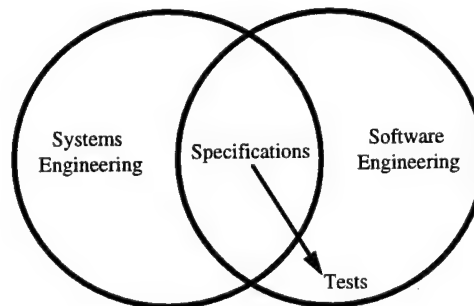 Systems
Engineering
Specifications
Software
Engineering
Tests